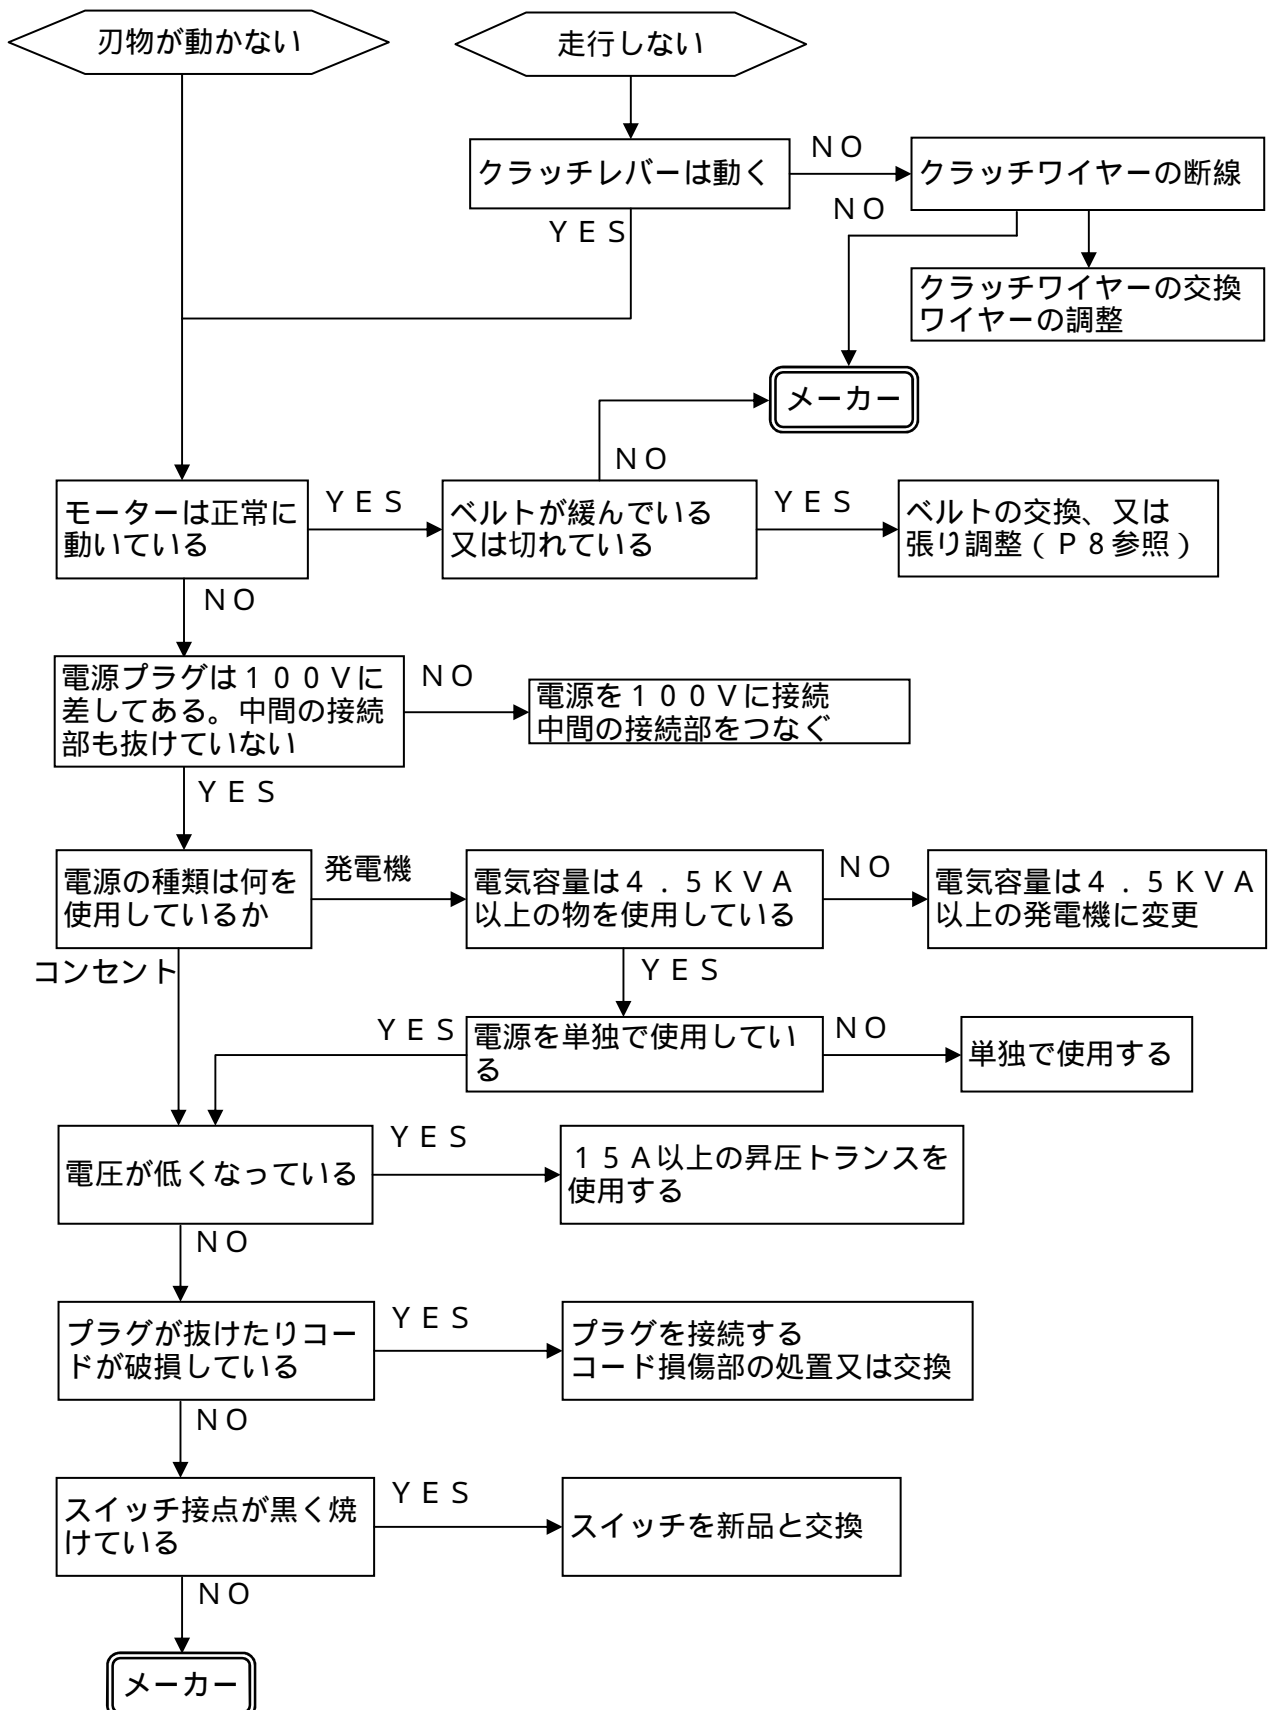 刃物が動かない
走行しない
クラッチレバーは動く
ＮＯ
クラッチワイヤーの断線
ＹＥＳ
ＮＯ
クラッチワイヤーの交換
ワイヤーの調整
メーカー
モーターは正常に
動いている
ＹＥＳ
ベルトが緩んでいる
又は切れている
ＮＯ
ＹＥＳ
ベルトの交換、又は
張り調整（Ｐ８参照）
ＮＯ
電源プラグは１００Ｖに
差してある。中間の接続
部も抜けていない
ＮＯ
電源を１００Ｖに接続
中間の接続部をつなぐ
ＹＥＳ
電源の種類は何を
使用しているか
発電機
電気容量は４．５ＫＶＡ
以上の物を使用している
ＮＯ
電気容量は４．５ＫＶＡ
以上の発電機に変更
コンセント
ＹＥＳ
ＹＥＳ
電源を単独で使用してい
る
ＮＯ
単独で使用する
電圧が低くなっている
ＹＥＳ
１５Ａ以上の昇圧トランスを
使用する
ＮＯ
プラグが抜けたりコー
ドが破損している
ＹＥＳ
プラグを接続する
コード損傷部の処置又は交換
ＮＯ
スイッチ接点が黒く焼
けている
ＹＥＳ
スイッチを新品と交換
ＮＯ
メーカー